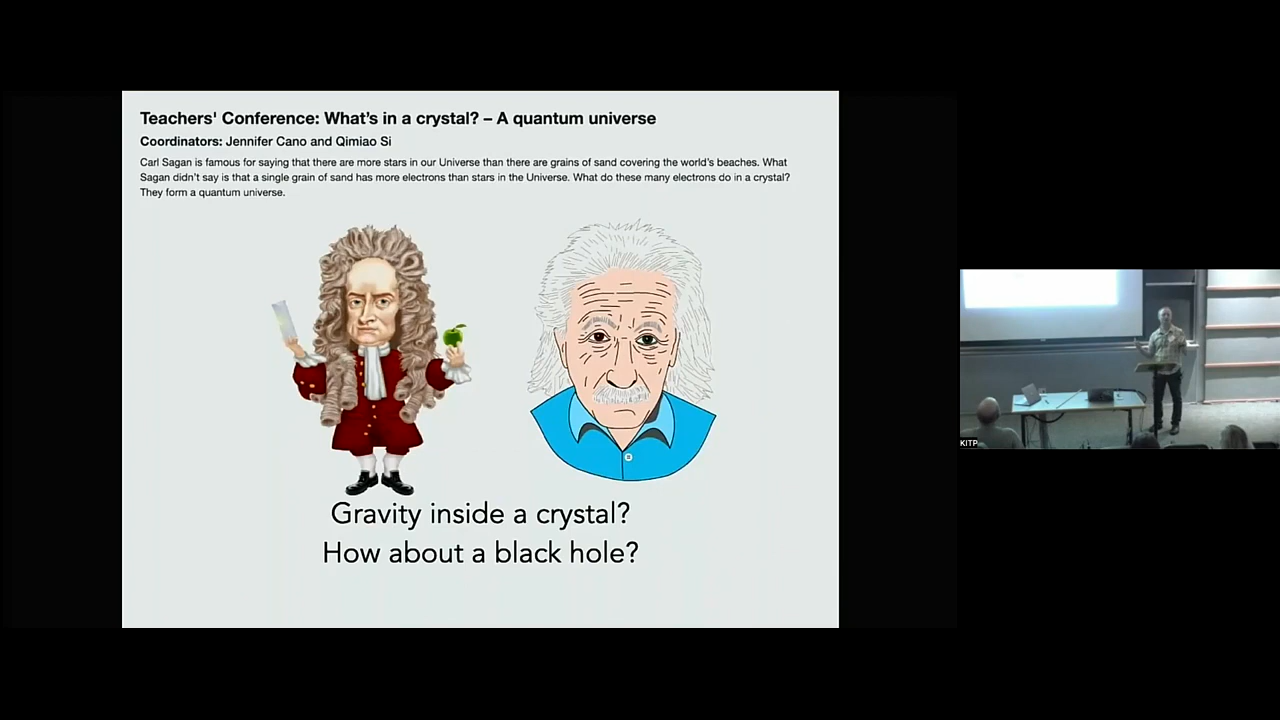 Teachers' Conference: What's in a crystal? – A quantum universe
Coordinators: Jennifer Cano and Qimiao Si
Carl Sagan is famous for saying that there are more stars in our Universe than there are grains of sand covering the world's beaches. What
Sagan didn't say is that a single grain of sand has more electrons than stars in the Universe. What do these many electrons do in a crystal?
They form a quantum universe.
Gravity inside a crystal?
How about a black hole?
KITP